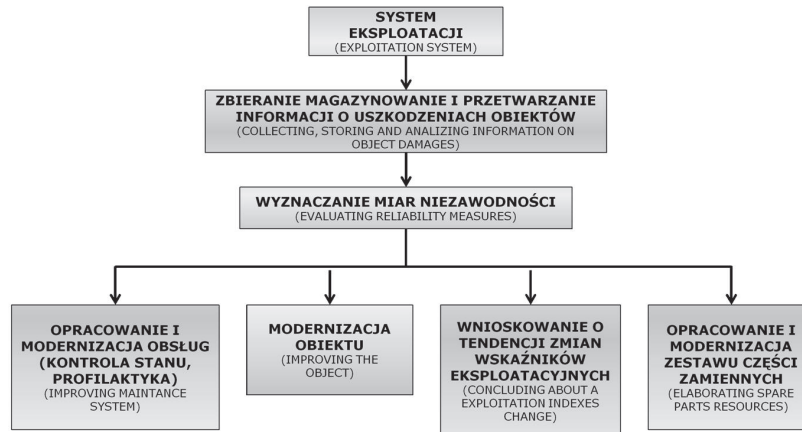 SYSTEM
EKSPLOATACJI
(EXPLOITATION SYSTEM)
ZBIERANIE MAGAZYNOWANIE I PRZETWARZANIE
INFORMACJI O USZKODZENIACH OBIEKTÓW
(COLLECTING, STORING AND ANALIZING INFORMATION ON
OBJECT DAMAGES)
WYZNACZANIE MIAR NIEZAWODNOŚCI
(EVALUATING RELIABILITY MEASURES)
OPRACOWANIE I
MODERNIZACJA OBSŁUG
(KONTROLA STANU,
PROFILAKTYKA)
(IMPROVING MAINTANCE
SYSTEM)
MODERNIZACJA
OBIEKTU
(IMPROVING THE
OBJECT)
WNIOSKOWANIE O
TENDENCJI ZMIAN
WSKAŹNIKÓW
EKSPLOATACYJNYCH
(CONCLUDING ABOUT A
EXPLOITATION INDEXES
CHANGE)
OPRACOWANIE I
MODERNIZACJA
ZESTAWU CZĘŚCI
ZAMIENNYCH
(ELABORATING SPARE
PARTS RESOURCES)